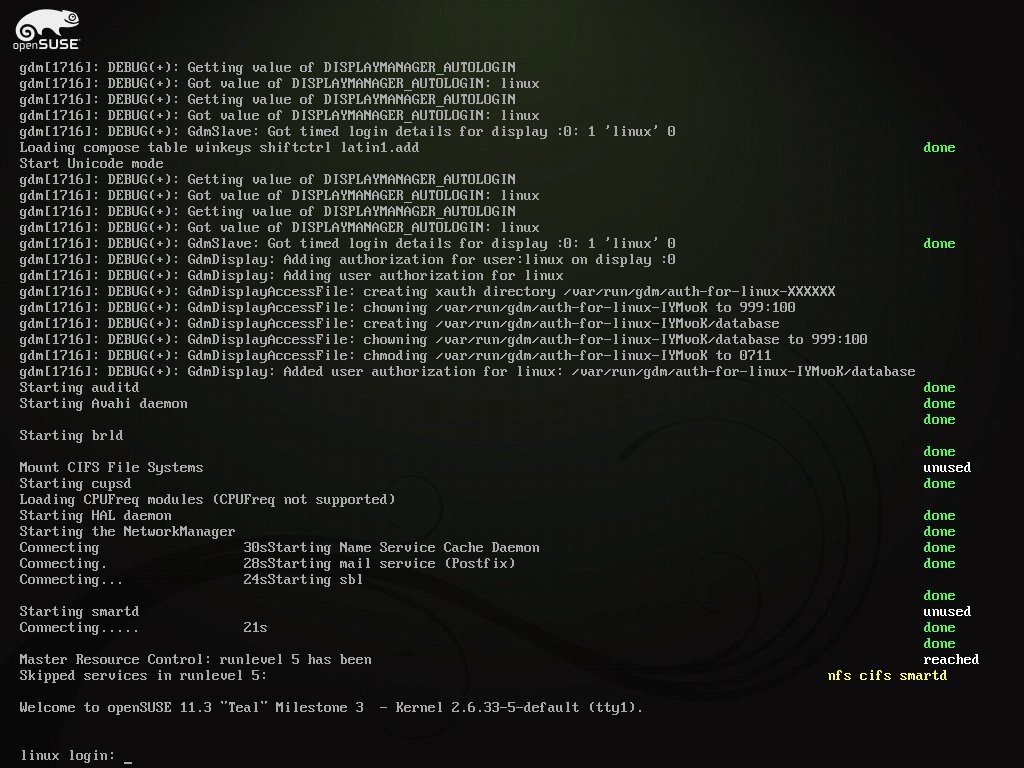 openSUSE
gdm[1716]: DEBUG(+): Getting value of DISPLAYMANAGER_AUTOLOGIN
gdm[1716]: DEBUG(+): Got value of DISPLAYMANAGER_AUTOLOGIN: linux
gdm[1716]: DEBUG(+): Getting value of DISPLAYMANAGER_AUTOLOGIN
gdm[1716]: DEBUG(+): Got value of DISPLAYMANAGER_AUTOLOGIN: linux
gdm[1716]: DEBUG(+): GdmSlave: Got timed login details for display :0: 1 'linux' 0
Loading compose table winkeys shiftctrl latin1.add done
Start Unicode mode
gdm[1716]: DEBUG(+): Getting value of DISPLAYMANAGER_AUTOLOGIN
gdm[1716]: DEBUG(+): Got value of DISPLAYMANAGER_AUTOLOGIN: linux
gdm[1716]: DEBUG(+): Getting value of DISPLAYMANAGER_AUTOLOGIN
gdm[1716]: DEBUG(+): Got value of DISPLAYMANAGER_AUTOLOGIN: linux
gdm[1716]: DEBUG(+): GdmSlave: Got timed login details for display :0: 1 'linux' 0 done
gdm[1716]: DEBUG(+): GdmDisplay: Adding authorization for user:linux on display :0
gdm[1716]: DEBUG(+): GdmDisplay: Adding user authorization for linux
gdm[1716]: DEBUG(+): GdmDisplayAccessFile: creating xauth directory /var/run/gdm/auth-for-linux-XXXXXX
gdm[1716]: DEBUG(+): GdmDisplayAccessFile: chowning /var/run/gdm/auth-for-linux-IYMvoK to 999:100
gdm[1716]: DEBUG(+): GdmDisplayAccessFile: creating /var/run/gdm/auth-for-linux-IYMvoK/database
gdm[1716]: DEBUG(+): GdmDisplayAccessFile: chowning /var/run/gdm/auth-for-linux-IYMvoK/database to 999:100
gdm[1716]: DEBUG(+): GdmDisplayAccessFile: chmoding /var/run/gdm/auth-for-linux-IYMvoK to 0711
gdm[1716]: DEBUG(+): GdmDisplay: Added user authorization for linux: /var/run/gdm/auth-for-linux-IYMvoK/database
Starting auditd done
Starting Avahi daemon done
done
Starting brld
done
Mount CIFS File Systems unused
Starting cupsd done
Loading CPUFreq modules (CPUFreq not supported)
Starting HAL daemon done
Starting the NetworkManager done
Connecting 30sStarting Name Service Cache Daemon done
Connecting. 28sStarting mail service (Postfix) done
Connecting... 24sStarting sbl
done
Starting smartd unused
Connecting..... 21s done
done
Master Resource Control: runlevel 5 has been reached
Skipped services in runlevel 5: nfs cifs smartd
Welcome to openSUSE 11.3 "Teal" Milestone 3  - Kernel 2.6.33-5-default (tty1).
linux login: _